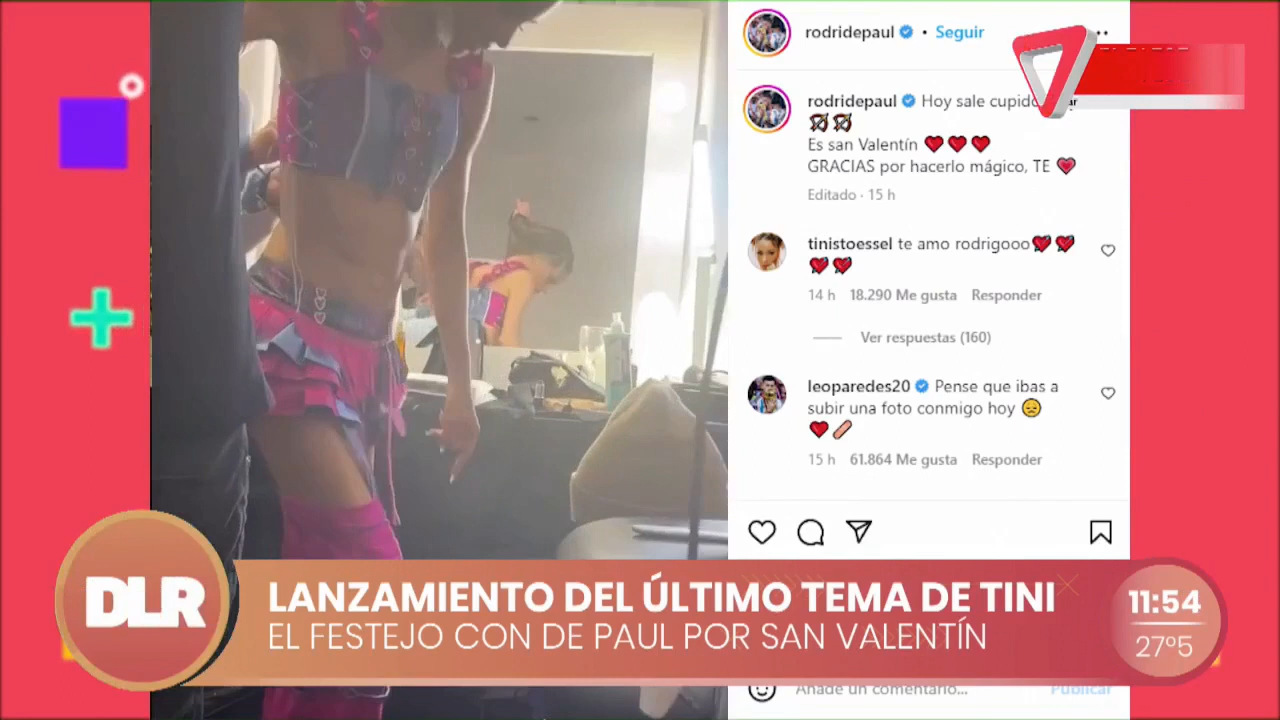 rodridepaul • Seguir
rodridepaul Hoy sale cupido
Es san Valentín
GRACIAS por hacerlo mágico, TE
Editado · 15 h
tinistoessel te amo rodrigooo
14 h 18.290 Me gusta Responder
Ver respuestas (160)
leoparedes20 Pense que ibas a
subir una foto conmigo hoy
15 h 61.864 Me gusta Responder
DLR
LANZAMIENTO DEL ÚLTIMO TEMA DE TINI
EL FESTEJO CON DE PAUL POR SAN VALENTÍN
11:54
27º5
Añade un comentario...
Publicar